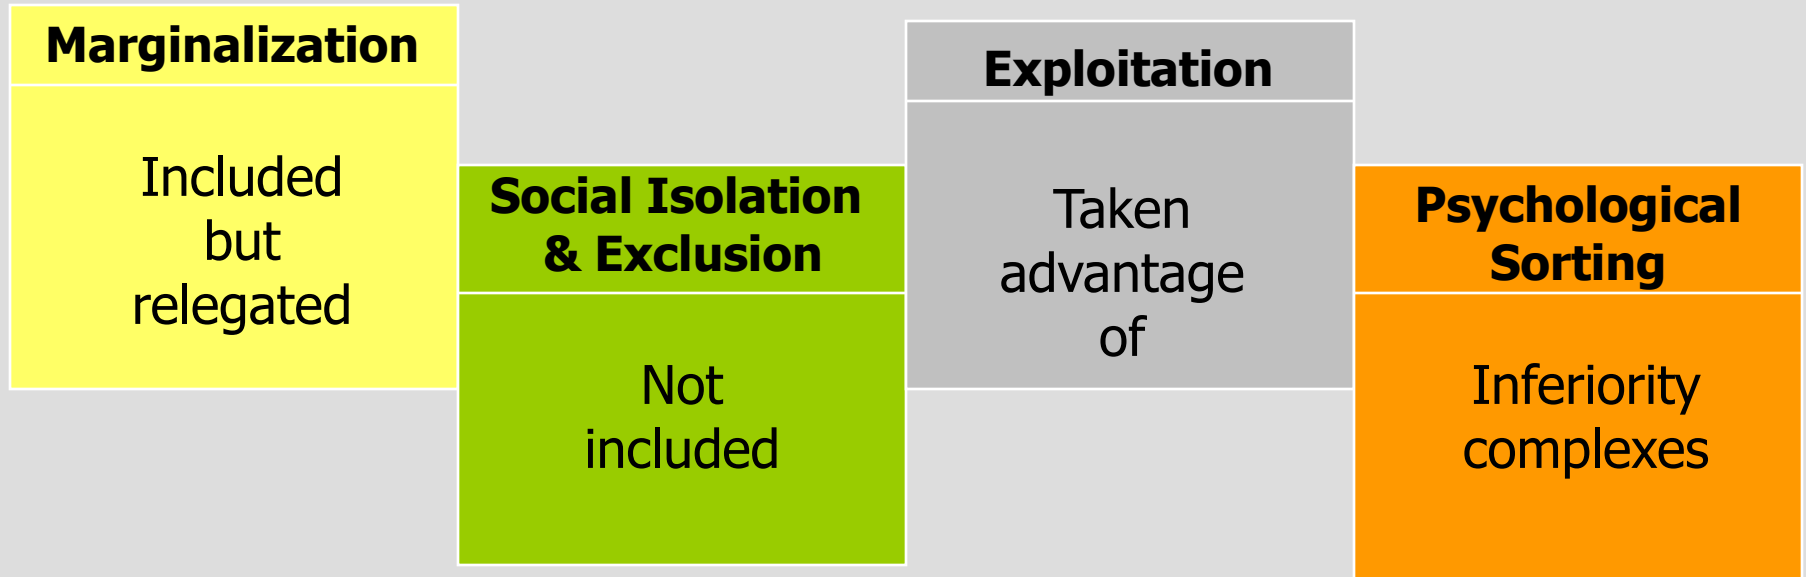 Marginalization
Included
but
relegated
Social Isolation
& Exclusion
Not
included
Exploitation
Taken
advantage
of
Psychological
Sorting
Inferiority
complexes